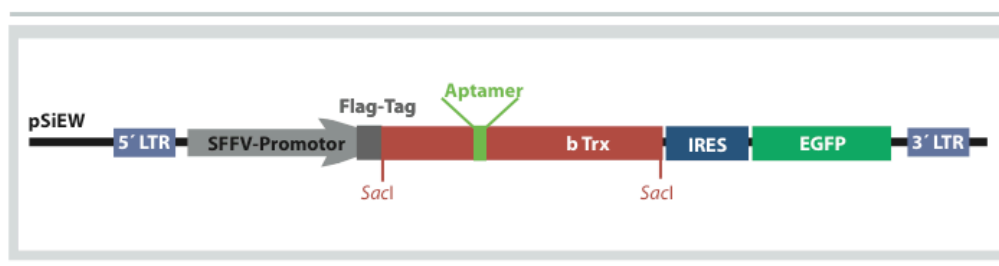 Aptamer
Flag-Tag
pSiEW
5´ LTR
SFFV-Promotor
b Trx
IRES
EGFP
3´ LTR
SacI
SacI